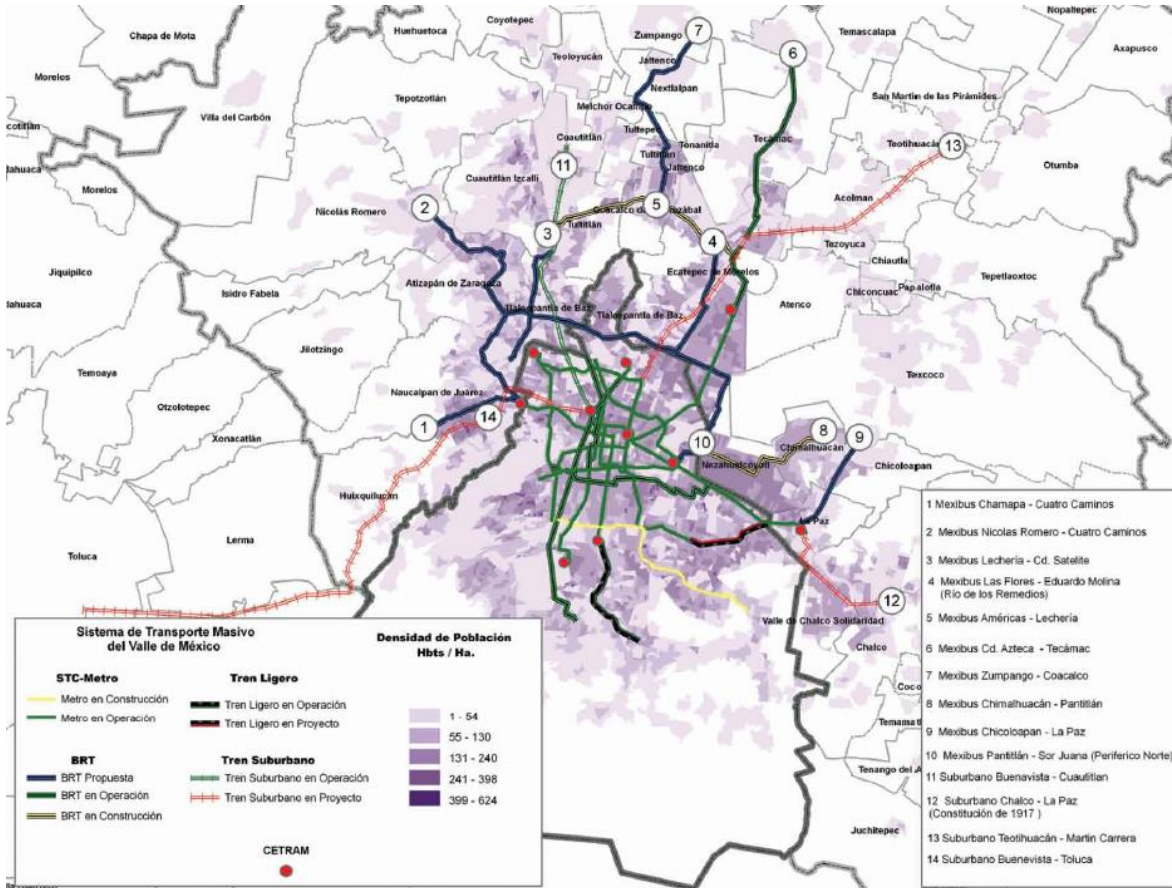 Coyotepec
Huehuetoca
Zumpango
7
Nopaltepec
Chapa de Mota
Temascalapa
Axapusco
6
Teoloyucán
Jaltenco
Morelos
Nextlalpan
San Martin de las Pirámides
Tepotzotlán
Melchor Ocampo
Villa del Carbón
Tultepec
Cuautitlán
Tonanitla
Tecámac
Teotihuacán
13
Tultitlán
11
Jaltenco
Otumba
Morelos
Cuautitlán Izcalli
Acolman
2
5
Nicolás Romero
3
Tultitlán
4
Tezoyuca
Jiquipilco
Ecatepec de Morelos
Chiautla
Tepetlaoxtoc
Atizapán de Zaragoza
Papalotla
Isidro Fabela
Chiconcuac
Atenco
Tlalnepantla de Baz
Tlalnepantla de Baz
Jilotzingo
Temoaya
Texcoco
Naucalpan de Juárez
Otzolotepec
14
1
8
9
Xonacatlán
10
Chimalhuacán
Nezahualcoyotl
Chicoloapan
Huixquilucan
La Paz
Lerma
Toluca
12
Valle de Chalco Solidaridad
Chalco
Juchitepec
Sistema de Transporte Masivo
del Valle de México
STC-Metro
Metro en Construcción
Metro en Operación
BRT
BRT Propuesta
BRT en Operación
BRT en Construcción
Tren Ligero
Tren Ligero en Operación
Tren Ligero en Proyecto
Tren Suburbano
Tren Suburbano en Operación
Tren Suburbano en Proyecto
CETRAM
Densidad de Población
Hbts / Ha.
1 - 54
55 - 130
131 - 240
241 - 398
399 - 624
1 Mexibus Chamapa - Cuatro Caminos
2 Mexibus Nicolas Romero - Cuatro Caminos
3 Mexibus Lechería - Cd. Satelite
4 Mexibus Las Flores - Eduardo Molina
(Río de los Remedios)
5 Mexibus Américas - Lechería
6 Mexibus Cd. Azteca - Tecámac
7 Mexibus Zumpango - Coacalco
8 Mexibus Chimalhuacán - Pantitlán
9 Mexibus Chicoloapan - La Paz
10 Mexibus Pantitlán - Sor Juana (Periferico Norte)
11 Suburbano Buenavista - Cuautitlan
12 Suburbano Chalco - La Paz
(Constitución de 1917 )
13 Suburbano Teotihuacán - Martin Carrera
14 Suburbano Buenevista - Toluca